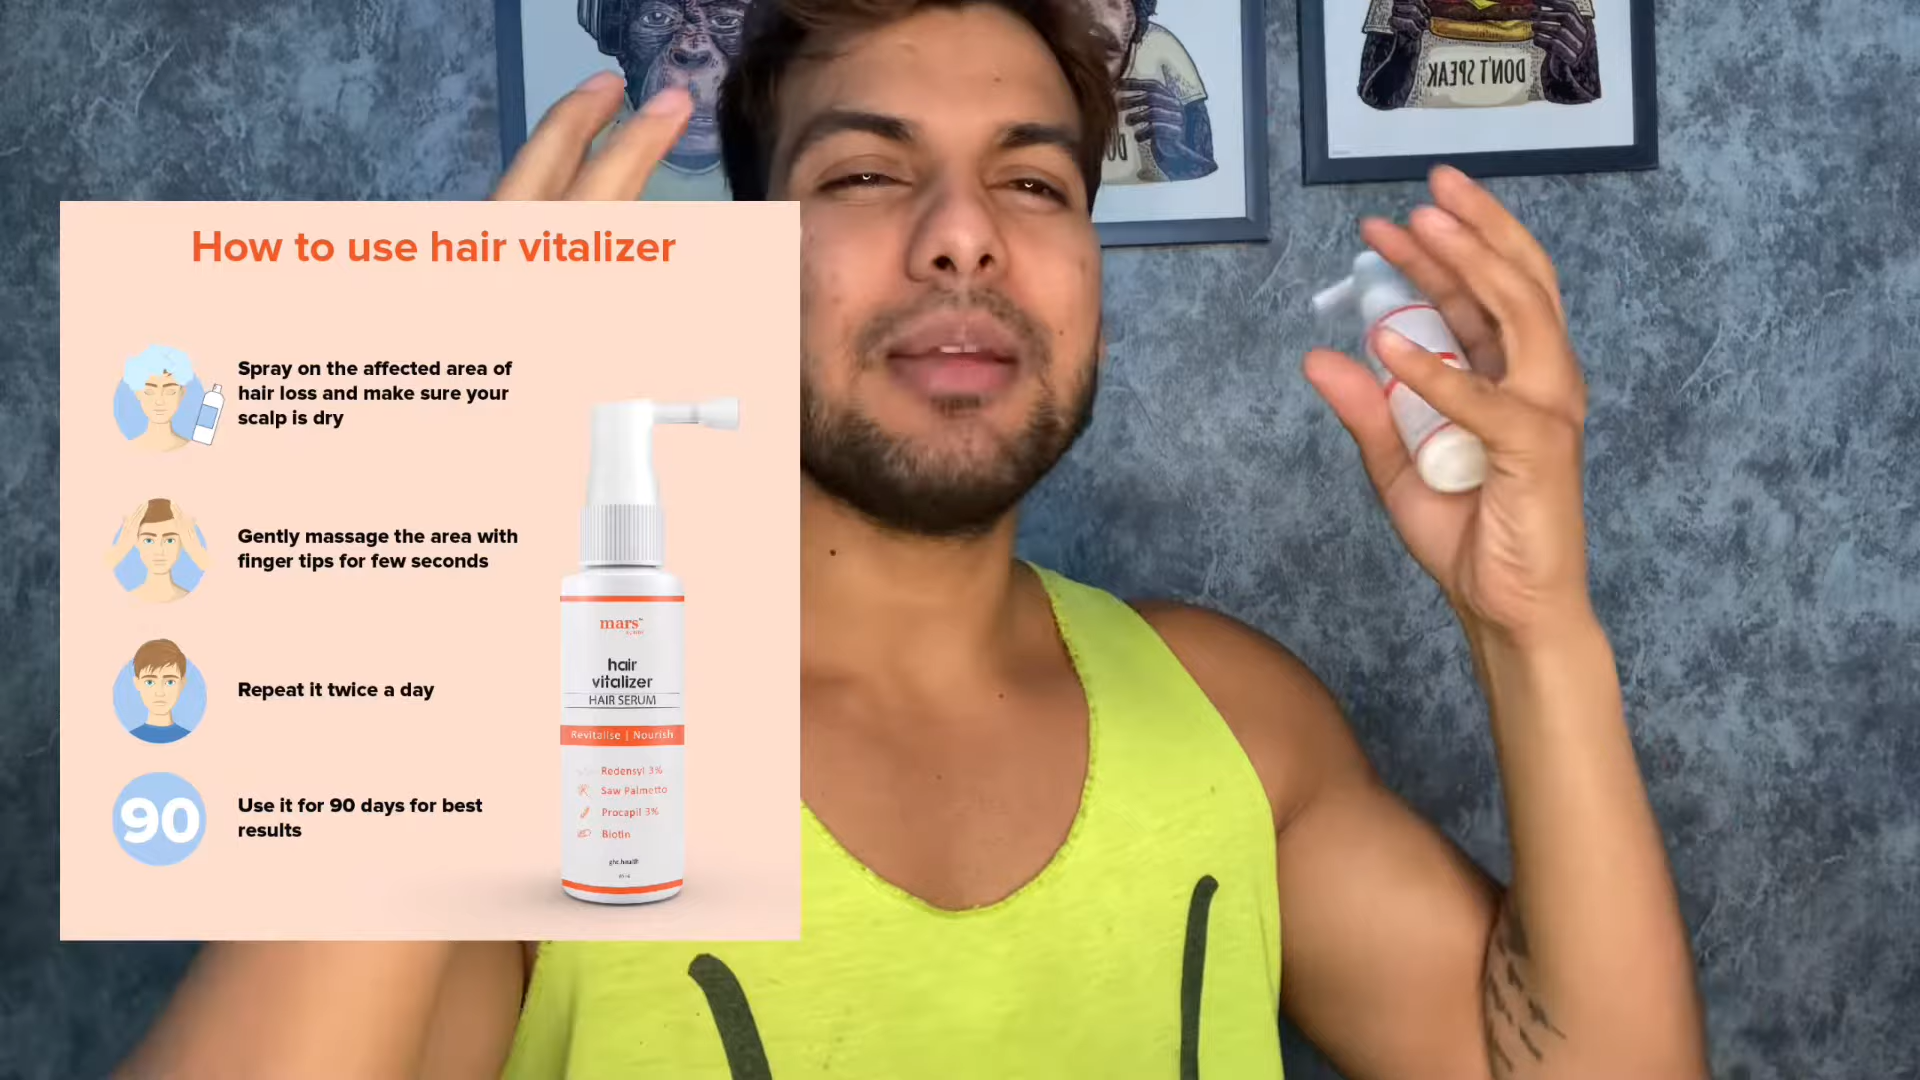 DON'T SPEAK
How to use hair vitalizer
Spray on the affected area of
hair loss and make sure your
scalp is dry
Gently massage the area with
finger tips for few seconds
Repeat it twice a day
90
Use it for 90 days for best
results
mars
hair
vitalizer
HAIR SERUM
Revitalise | Nourish
Redensyl 3%
Saw Palmetto
Procapil 3%
Biotin